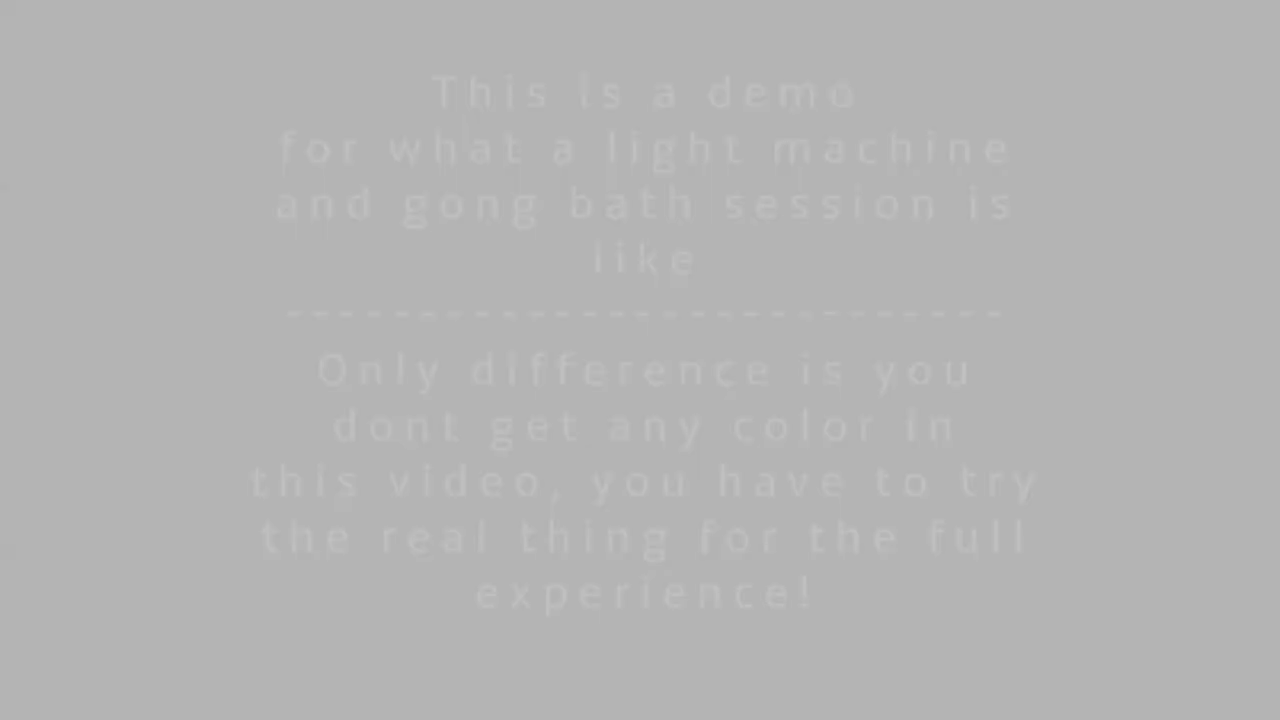 This is a demo
for what a light machine
and gong bath session is
like
---------------------------
Only difference is you
dont get any color in
this video, you have to try
the real thing for the full
experience!